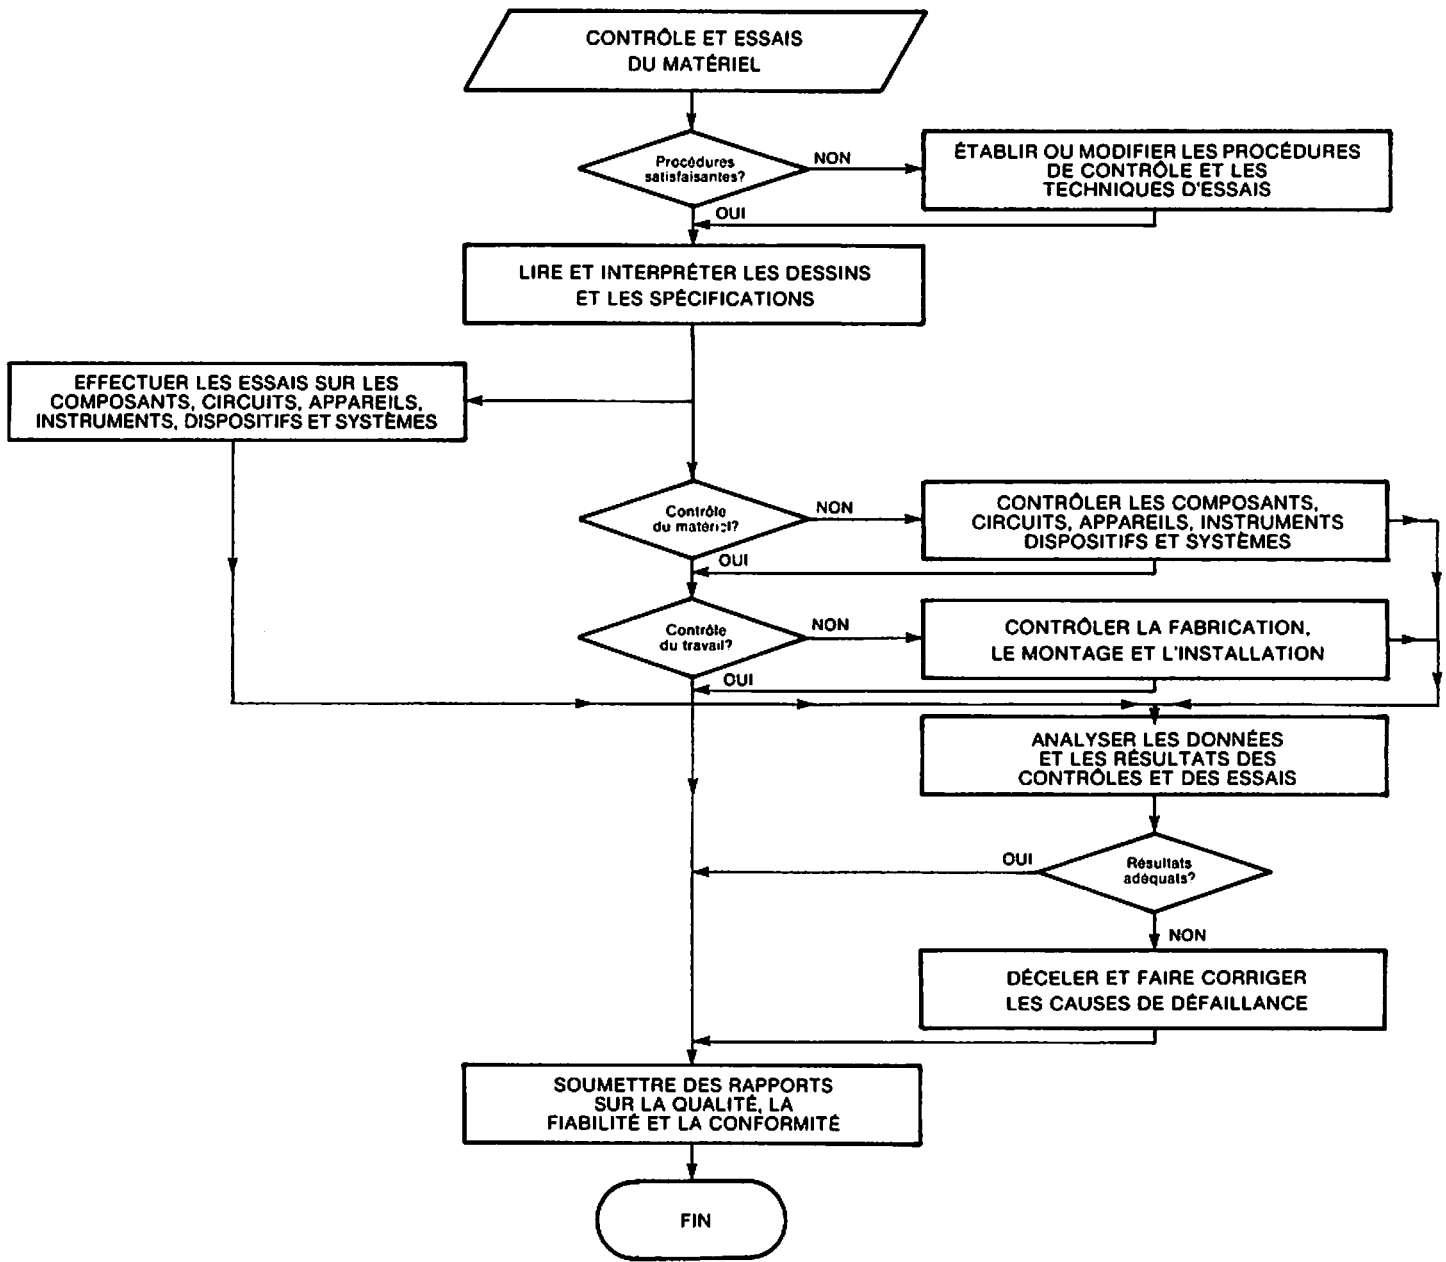 CONTRÔLE ET ESSAIS
DU MATÉRIEL
Procédures
satisfaisantes?
NON
ÉTABLIR OU MODIFIER LES PROCÉDURES
DE CONTRÔLE ET LES
TECHNIQUES D'ESSAIS
OUI
LIRE ET INTERPRÉTER LES DESSINS
ET LES SPÉCIFICATIONS
EFFECTUER LES ESSAIS SUR LES
COMPOSANTS, CIRCUITS, APPAREILS,
INSTRUMENTS, DISPOSITIFS ET SYSTÈMES
Contrôle
du matériel?
NON
CONTRÔLER LES COMPOSANTS,
CIRCUITS, APPAREILS, INSTRUMENTS
DISPOSITIFS ET SYSTÈMES
OUI
Contrôle
du travail?
NON
CONTRÔLER LA FABRICATION,
LE MONTAGE ET L'INSTALLATION
OUI
ANALYSER LES DONNÉES
ET LES RÉSULTATS DES
CONTRÔLES ET DES ESSAIS
OUI
Résultats
adéquats?
NON
DÉCELER ET FAIRE CORRIGER
LES CAUSES DE DÉFAILLANCE
SOUMETTRE DES RAPPORTS
SUR LA QUALITÉ, LA
FIABILITÉ ET LA CONFORMITÉ
FIN